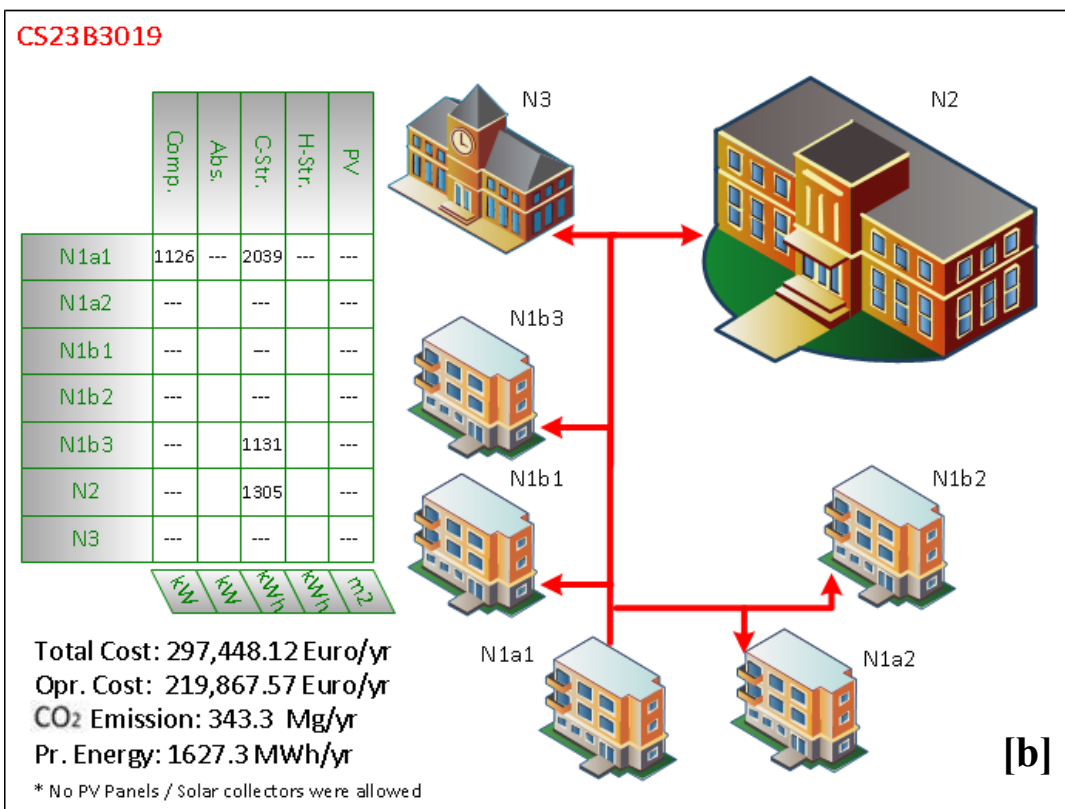 CS23B3019
Comp. Abs. C-Str. H-Str. PV
N1a1 1126 --- 2039 --- ---
N1a2 --- --- ---
N1b1 --- --- ---
N1b2 --- --- ---
N1b3 --- 1131 ---
N2 --- 1305 ---
N3 --- --- ---
kW kW kWh kWh m2
N3
N2
N1b3
N1b1
N1b2
N1a1
N1a2
Total Cost: 297,448.12 Euro/yr
Opr. Cost: 219,867.57 Euro/yr
CO2 Emission: 343.3 Mg/yr
Pr. Energy: 1627.3 MWh/yr
* No PV Panels / Solar collectors were allowed
[b]